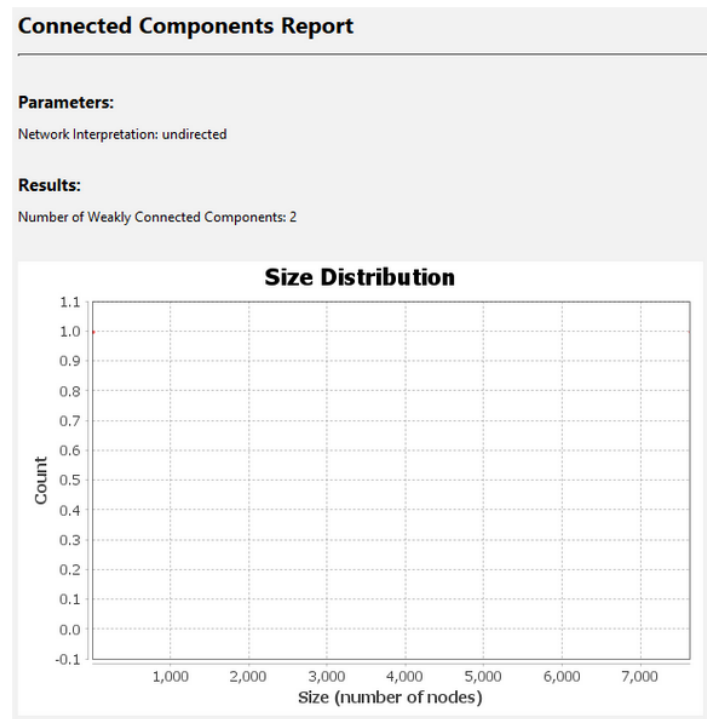 Connected Components Report
Parameters:
Network Interpretation: undirected
Results:
Number of Weakly Connected Components: 2
Size Distribution
1.1
1.0
0.9
0.8
0.7
0.6
0.5
0.4
0.3
0.2
0.1
0.0
-0.1
Count
1,000 2,000 3,000 4,000 5,000 6,000 7,000
Size (number of nodes)